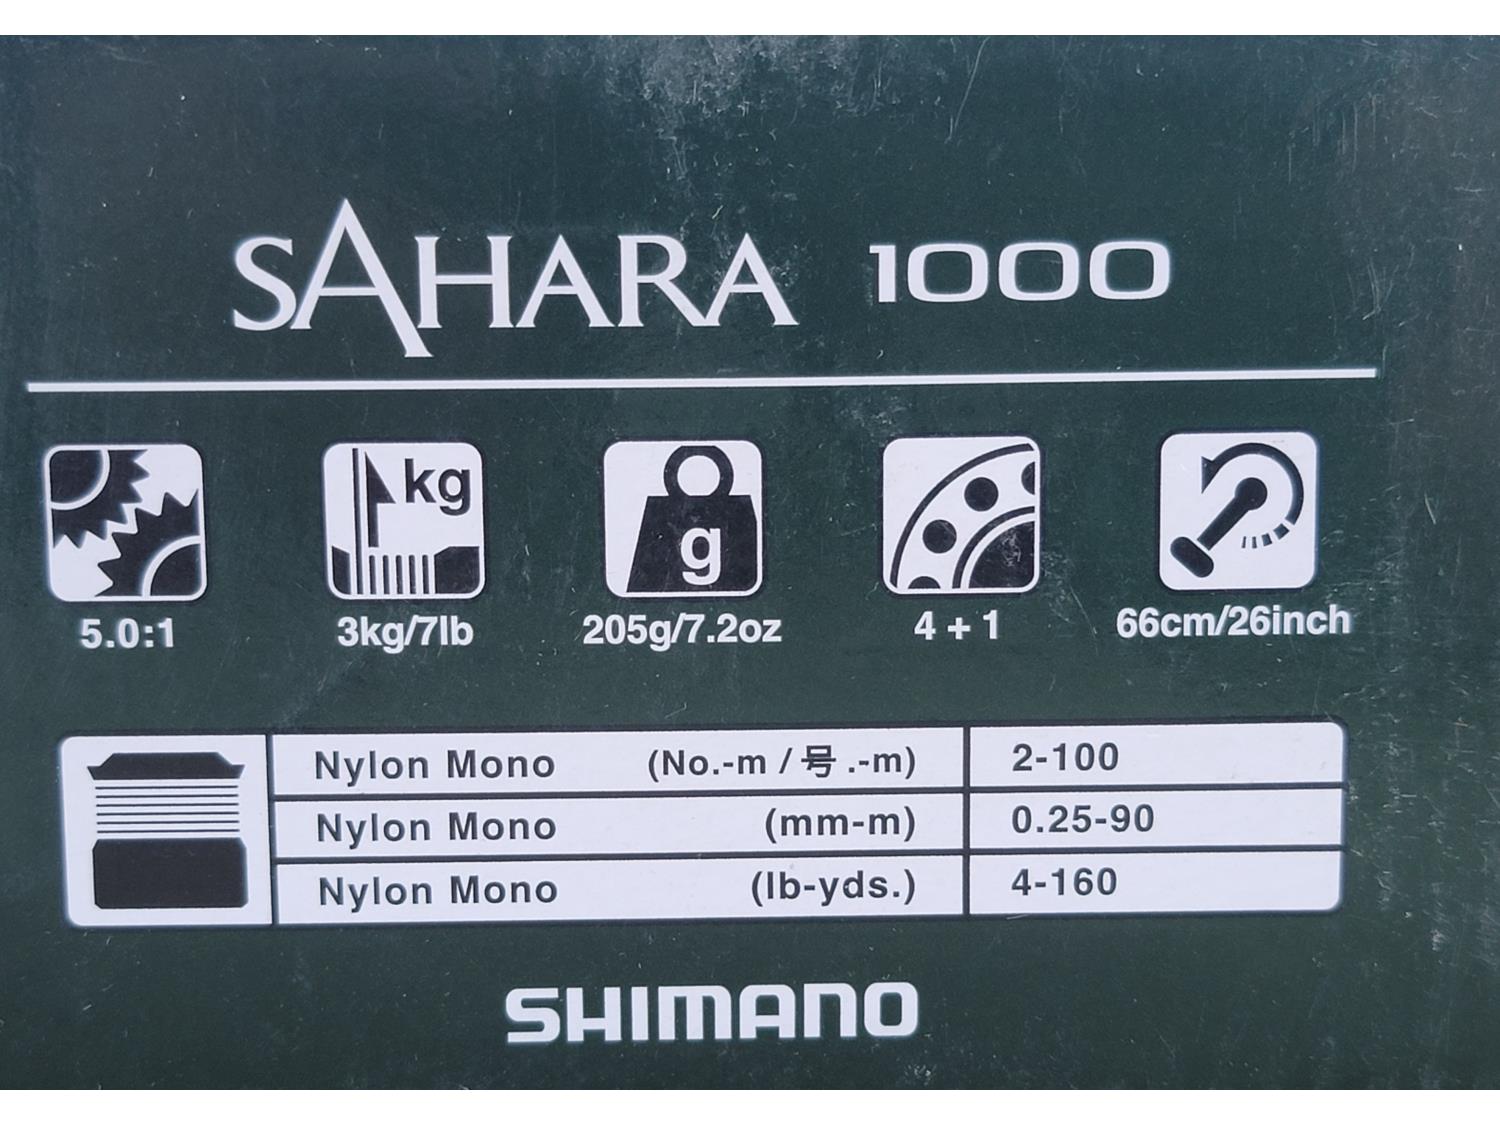 SAHARA 1000
kg
g
5.0:1 3kg/7lb 205g/7.2oz 4 + 1 66cm/26inch
Nylon Mono (No.-m / 号 .-m) 2-100
Nylon Mono (mm-m) 0.25-90
Nylon Mono (lb-yds.) 4-160
SHIMANO